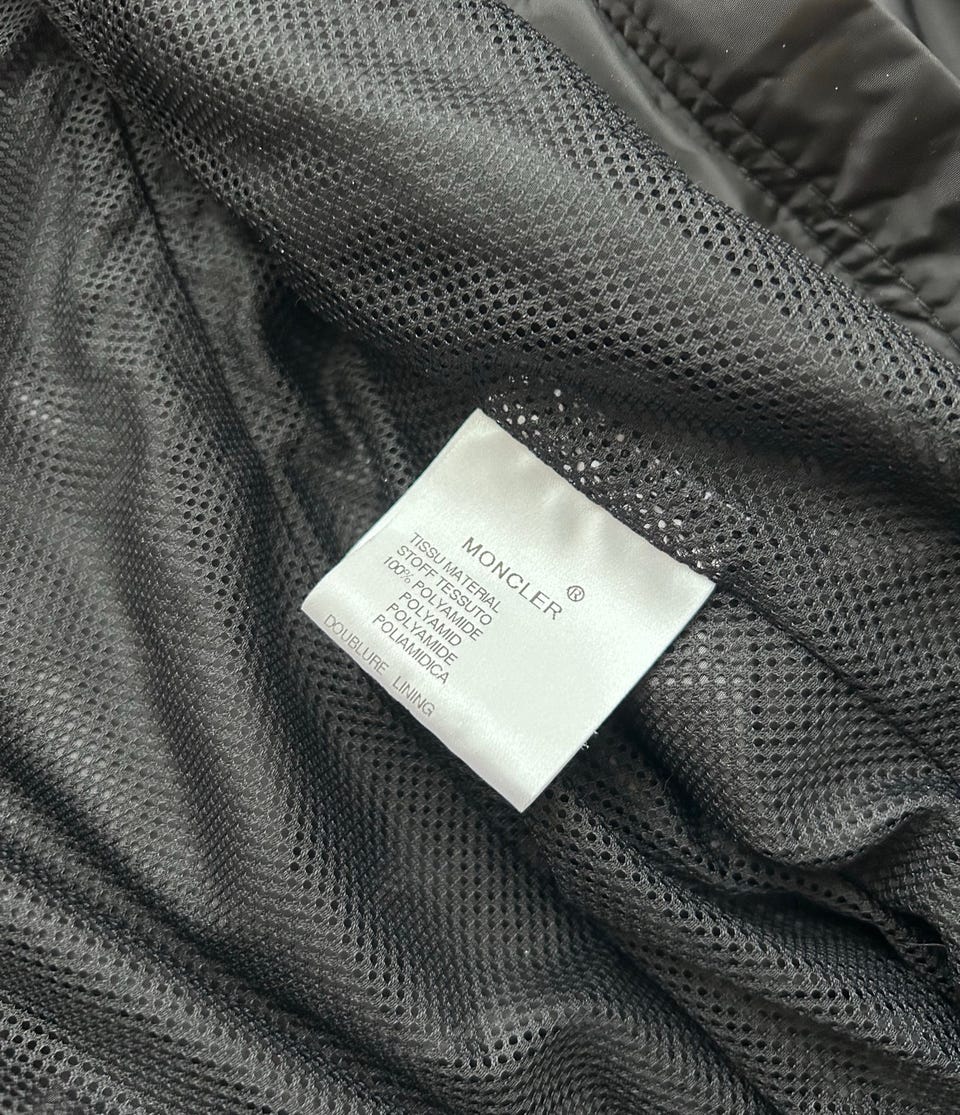 MONCLER ®
TISSU MATERIAL
STOFF TESSUTO
100% POLYAMIDE
POLYAMID
POLYAMIDE
POLIAMIDICA
DOUBLURE LINING